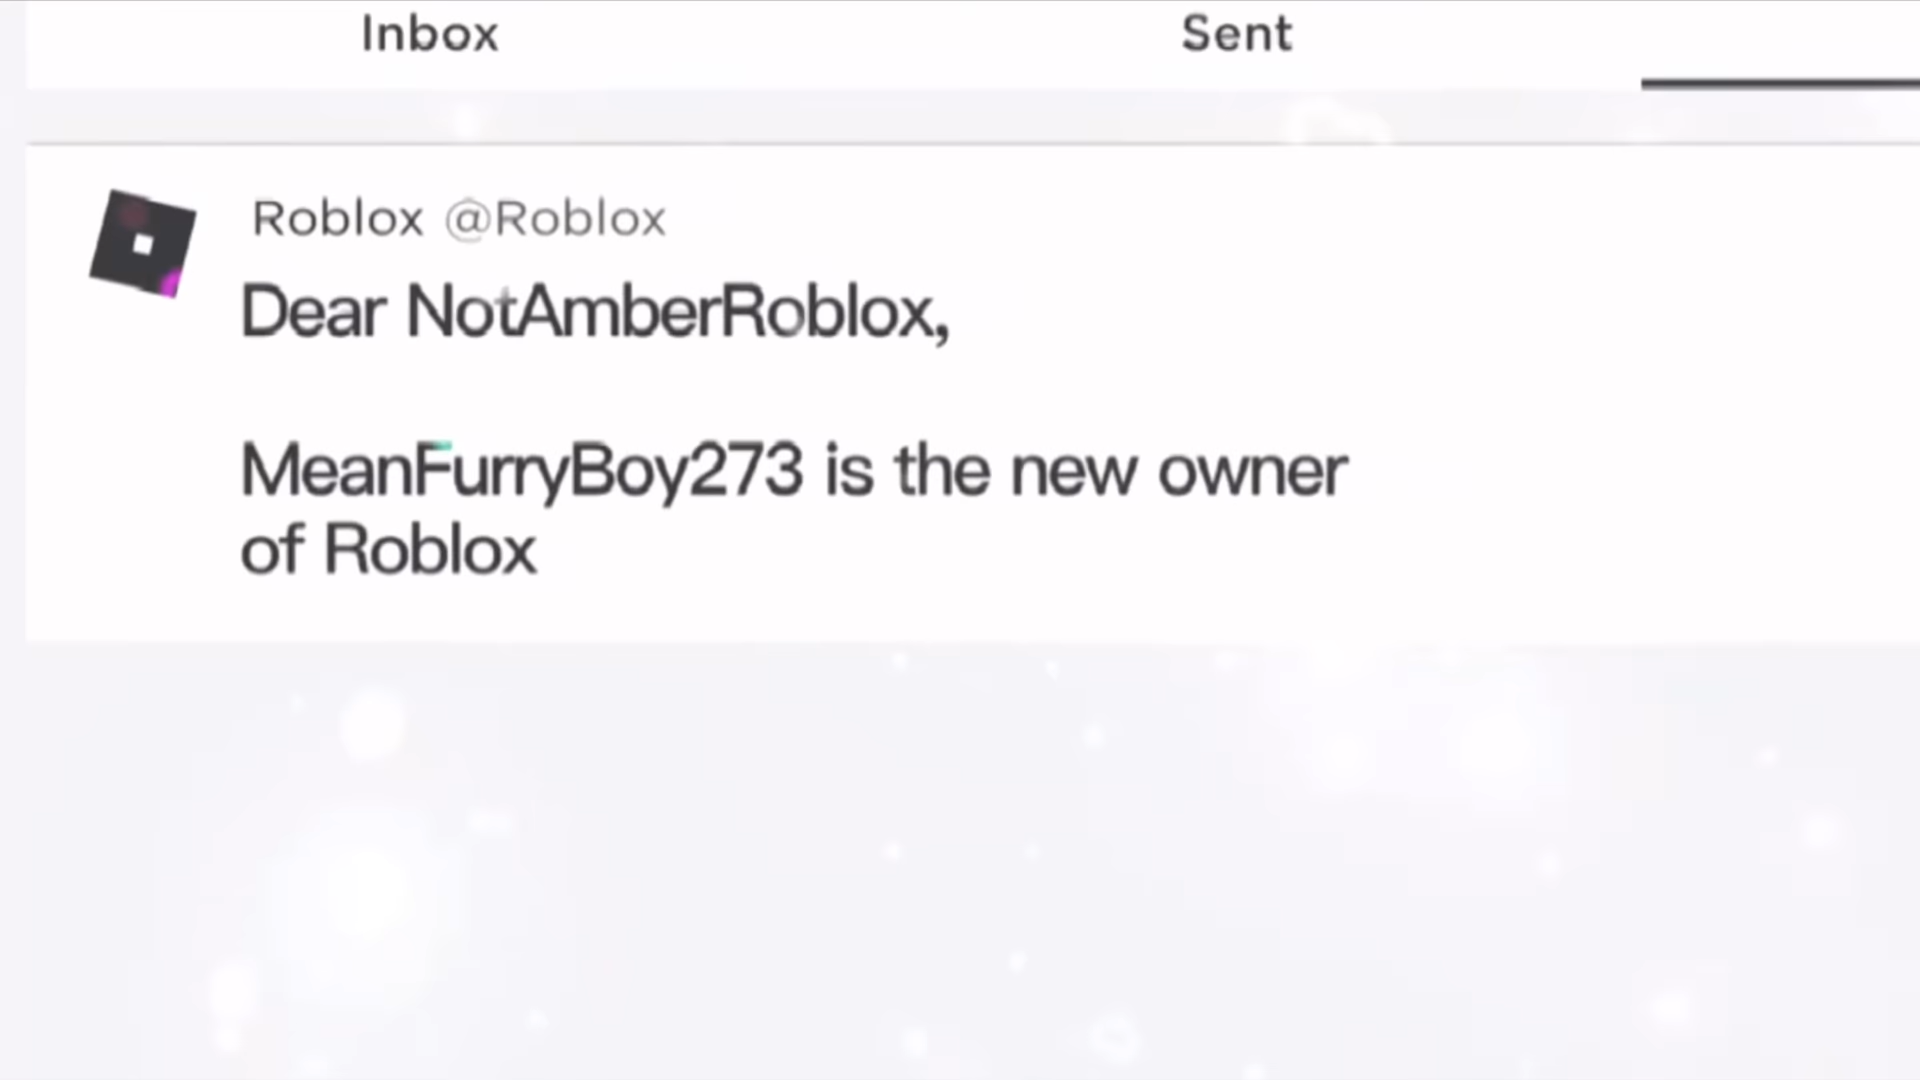 Inbox Sent
Roblox @Roblox
Dear NotAmberRoblox,
MeanFurryBoy273 is the new owner
of Roblox